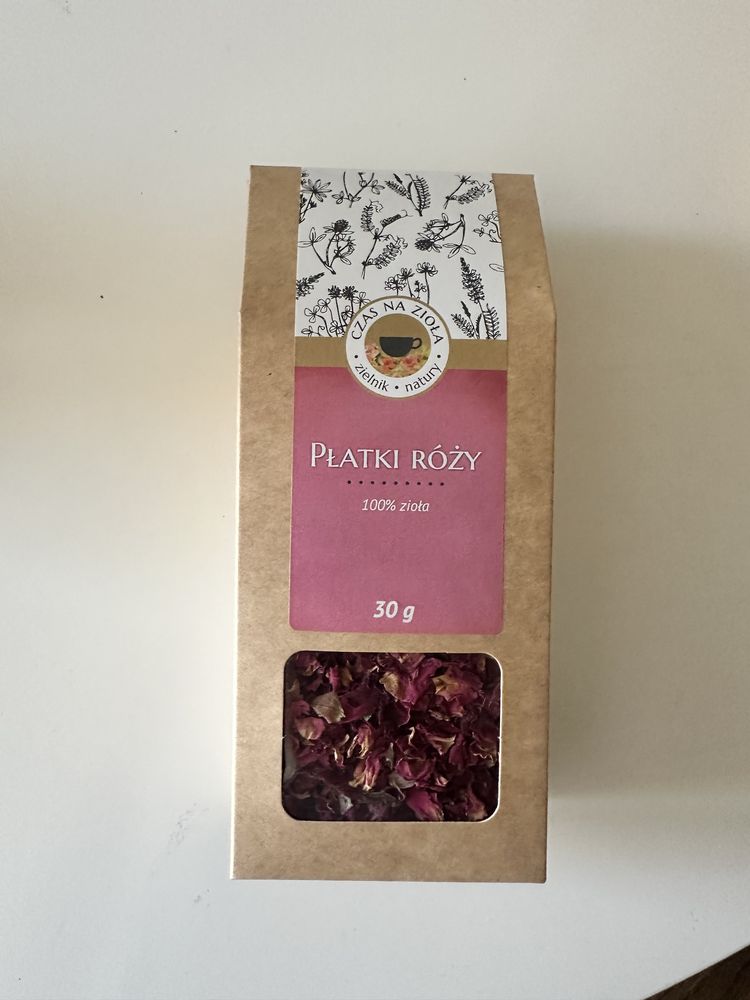 CZAS NA ZIOŁA
• zielnik • natury •
PŁATKI RÓŻY
100% zioła
30 g